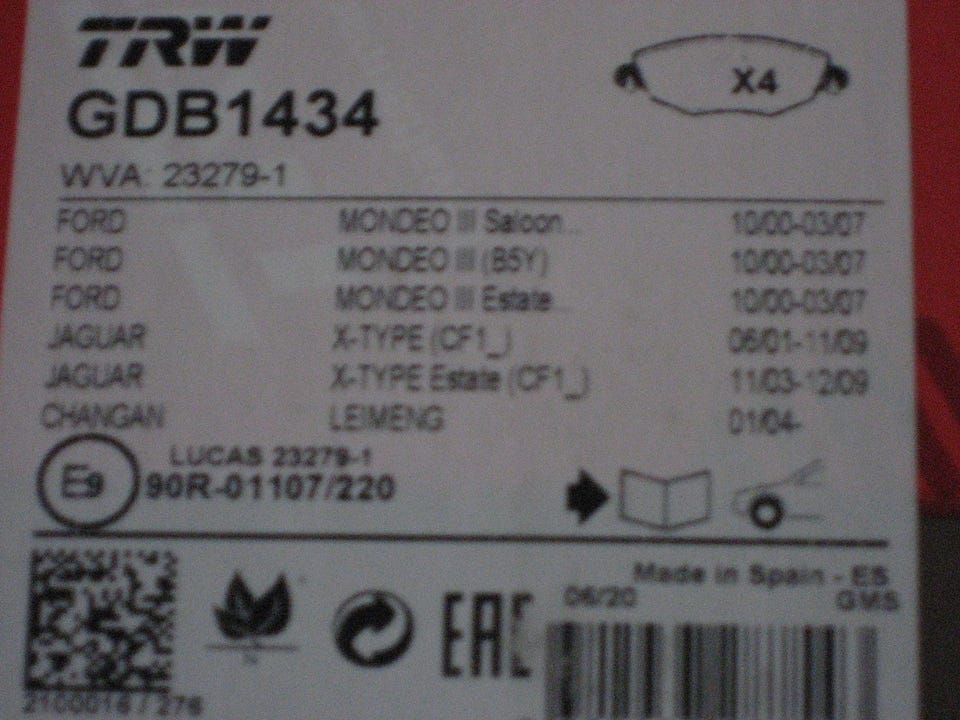 TRW
X4
GDB1434
WVA: 23279-1
FORD MONDEO III Saloon... 10/00-03/07
FORD MONDEO III (B5Y) 10/00-03/07
FORD MONDEO III Estate... 10/00-03/07
JAGUAR X-TYPE (CF1_) 06/01-11/09
JAGUAR X-TYPE Estate (CF1_) 11/03-12/09
CHANGAN LEIMENG 01/04-
LUCAS 23279-1
E9 90R-01107/220
Made in Spain - ES
06/20 GMS
EAC
2100016 / 276